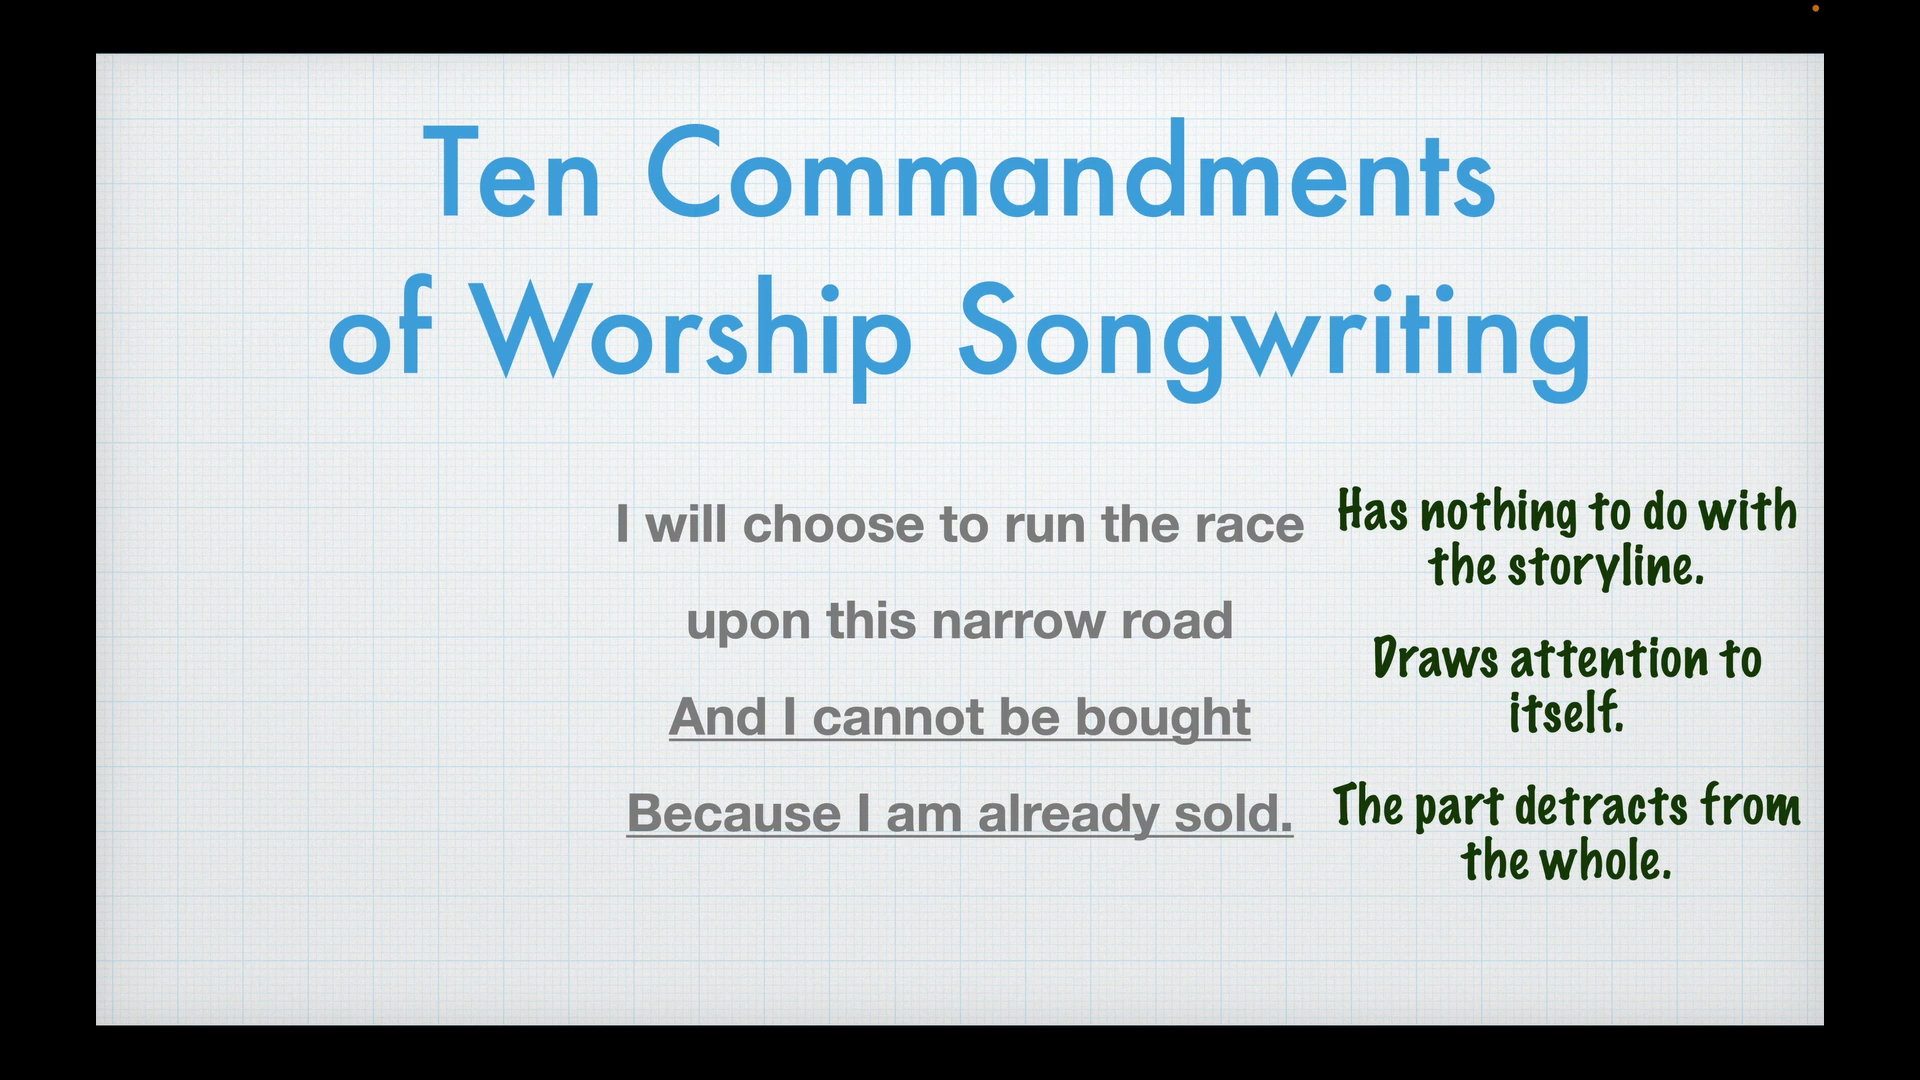 Ten Commandments
of Worship Songwriting
I will choose to run the race
upon this narrow road
And I cannot be bought
Because I am already sold.
Has nothing to do with
the storyline.
Draws attention to
itself.
The part detracts from
the whole.